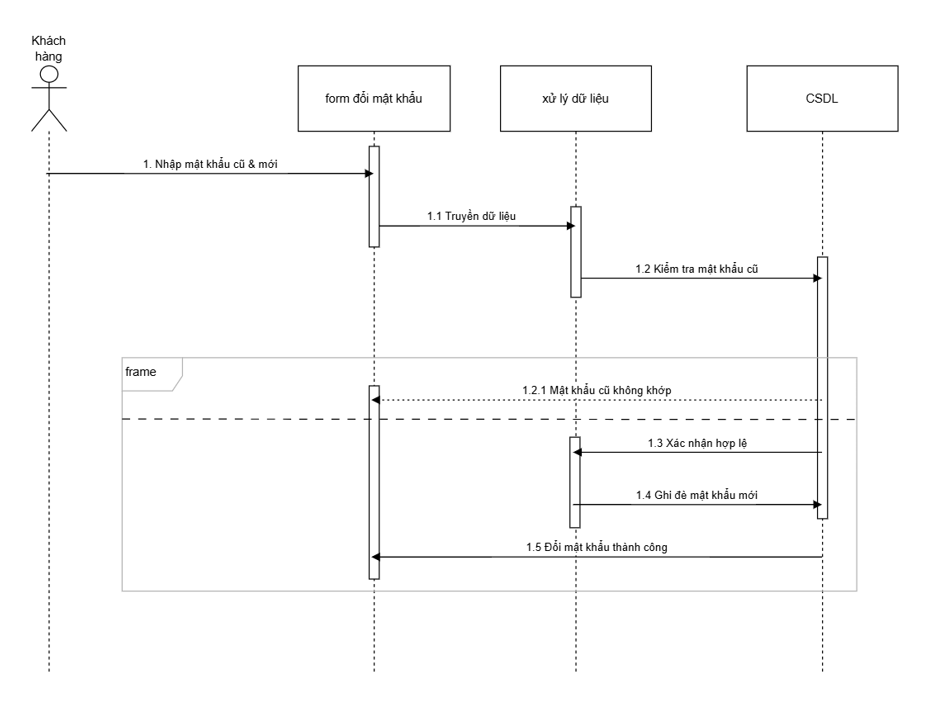 Khách
hàng
form đổi mật khẩu
xử lý dữ liệu
CSDL
1. Nhập mật khẩu cũ & mới
1.1 Truyền dữ liệu
1.2 Kiểm tra mật khẩu cũ
frame
1.2.1 Mật khẩu cũ không khớp
1.3 Xác nhận hợp lệ
1.4 Ghi đè mật khẩu mới
1.5 Đổi mật khẩu thành công